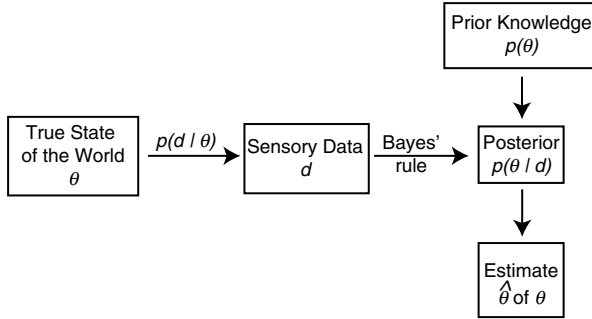 Prior Knowledge
p(θ)
True State
of the World
θ
p(d / θ)
Sensory Data
d
Bayes'
rule
Posterior
p(θ / d)
Estimate
θ̂ of θ